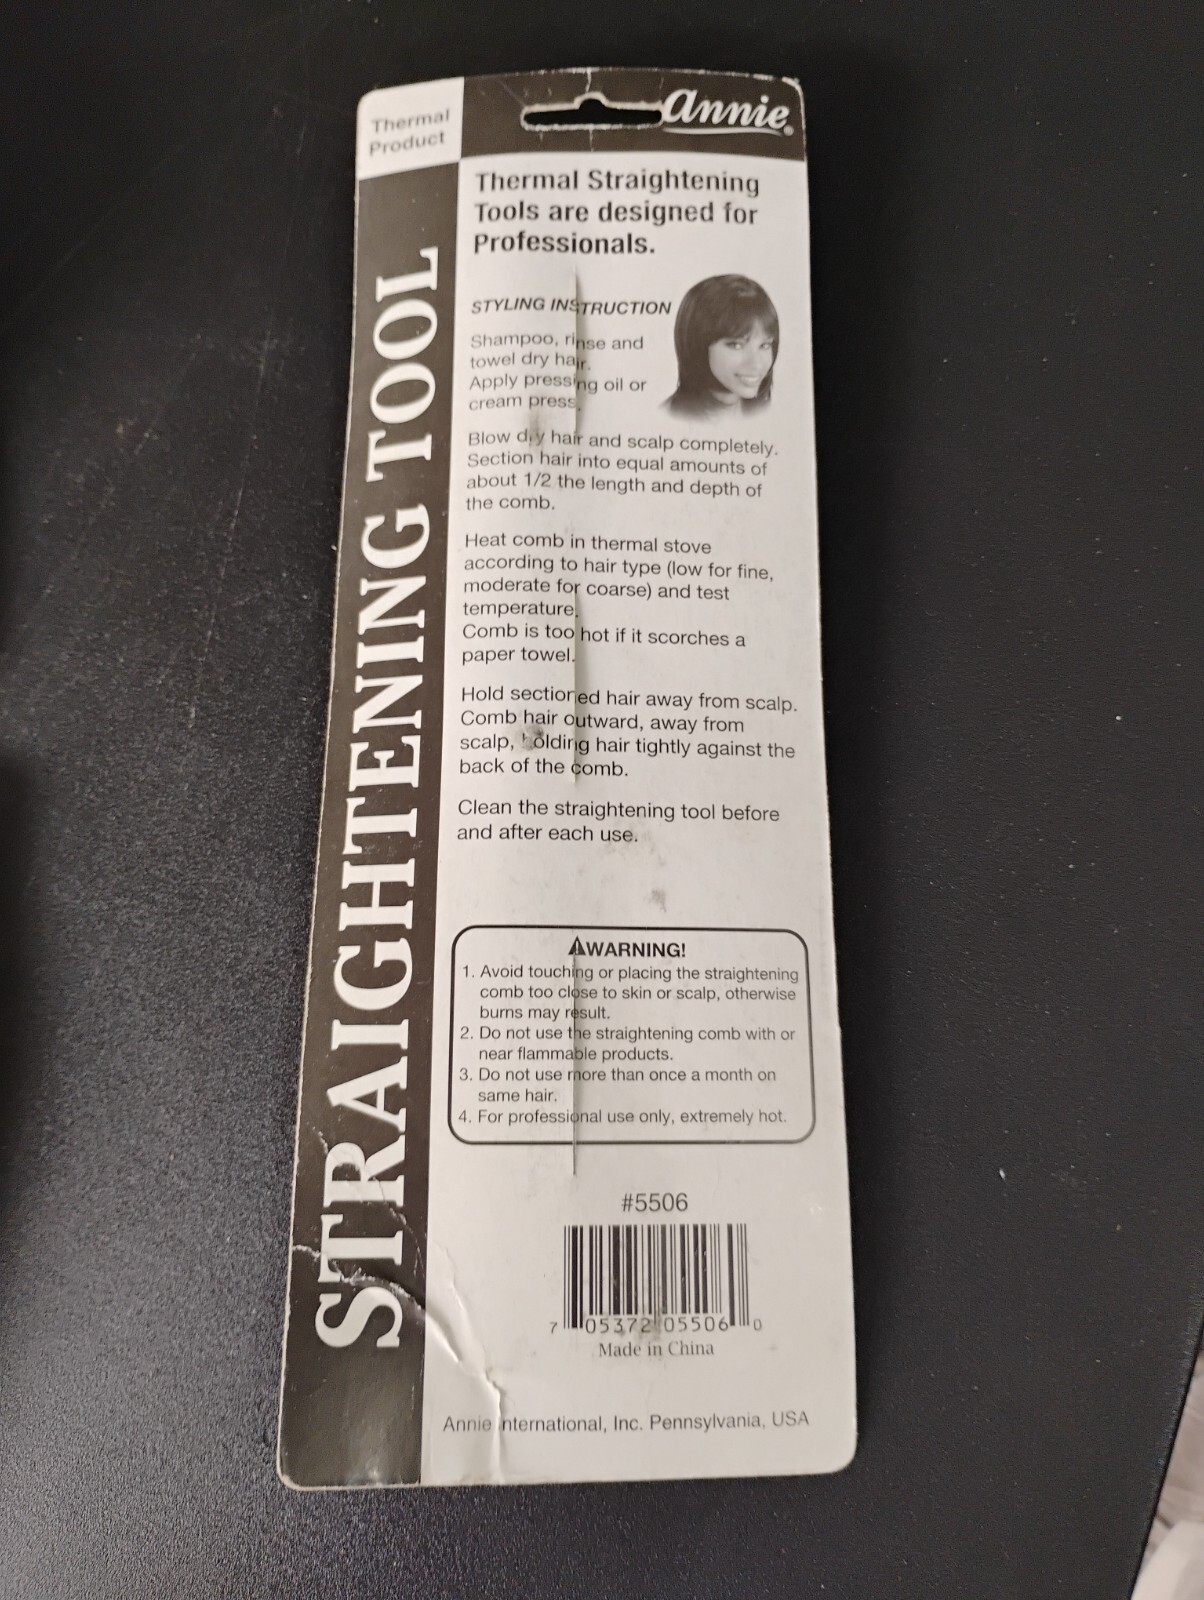 Thermal
Product
annie®
STRAIGHTENING TOOL
Thermal Straightening
Tools are designed for
Professionals.
STYLING INSTRUCTION
Shampoo, rinse and
towel dry hair.
Apply pressing oil or
cream press.
Blow dry hair and scalp completely.
Section hair into equal amounts of
about 1/2 the length and depth of
the comb.
Heat comb in thermal stove
according to hair type (low for fine,
moderate for coarse) and test
temperature.
Comb is too hot if it scorches a
paper towel.
Hold sectioned hair away from scalp.
Comb hair outward, away from
scalp, holding hair tightly against the
back of the comb.
Clean the straightening tool before
and after each use.
⚠WARNING!
1. Avoid touching or placing the straightening
comb too close to skin or scalp, otherwise
burns may result.
2. Do not use the straightening comb with or
near flammable products.
3. Do not use more than once a month on
same hair.
4. For professional use only, extremely hot.
#5506
7 05372 05506 0
Made in China
Annie International, Inc. Pennsylvania, USA